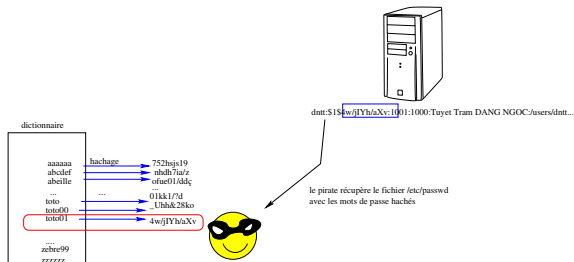 dntt:$1$4w/jIYh/aXv:1001:1000:Tuyet Tram DANG NGOC:/users/dntt...
dictionnaire
aaaaaa hachage 752hsjs19
abcdef nhdh7ia/z
abeille ofue01/ddç
... ... ...
toto 01kk1/?d
toto00 _Uhh&28ko
toto01 4w/jIYh/aXv
....
zebre99
zzzzzz
le pirate récupère le fichier /etc/passwd
avec les mots de passe hachés